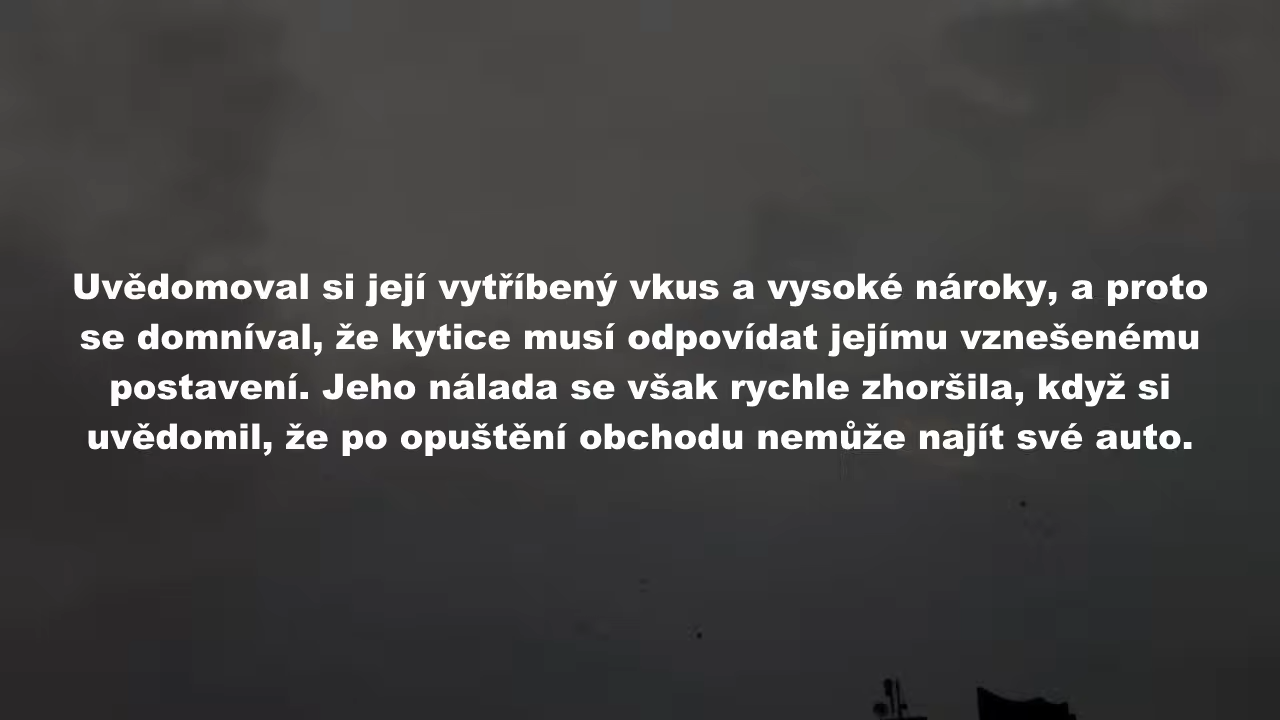 Uvědomoval si její vytříbený vkus a vysoké nároky, a proto
se domníval, že kytice musí odpovídat jejímu vznešenému
postavení. Jeho nálada se však rychle zhoršila, když si
uvědomil, že po opuštění obchodu nemůže najít své auto.